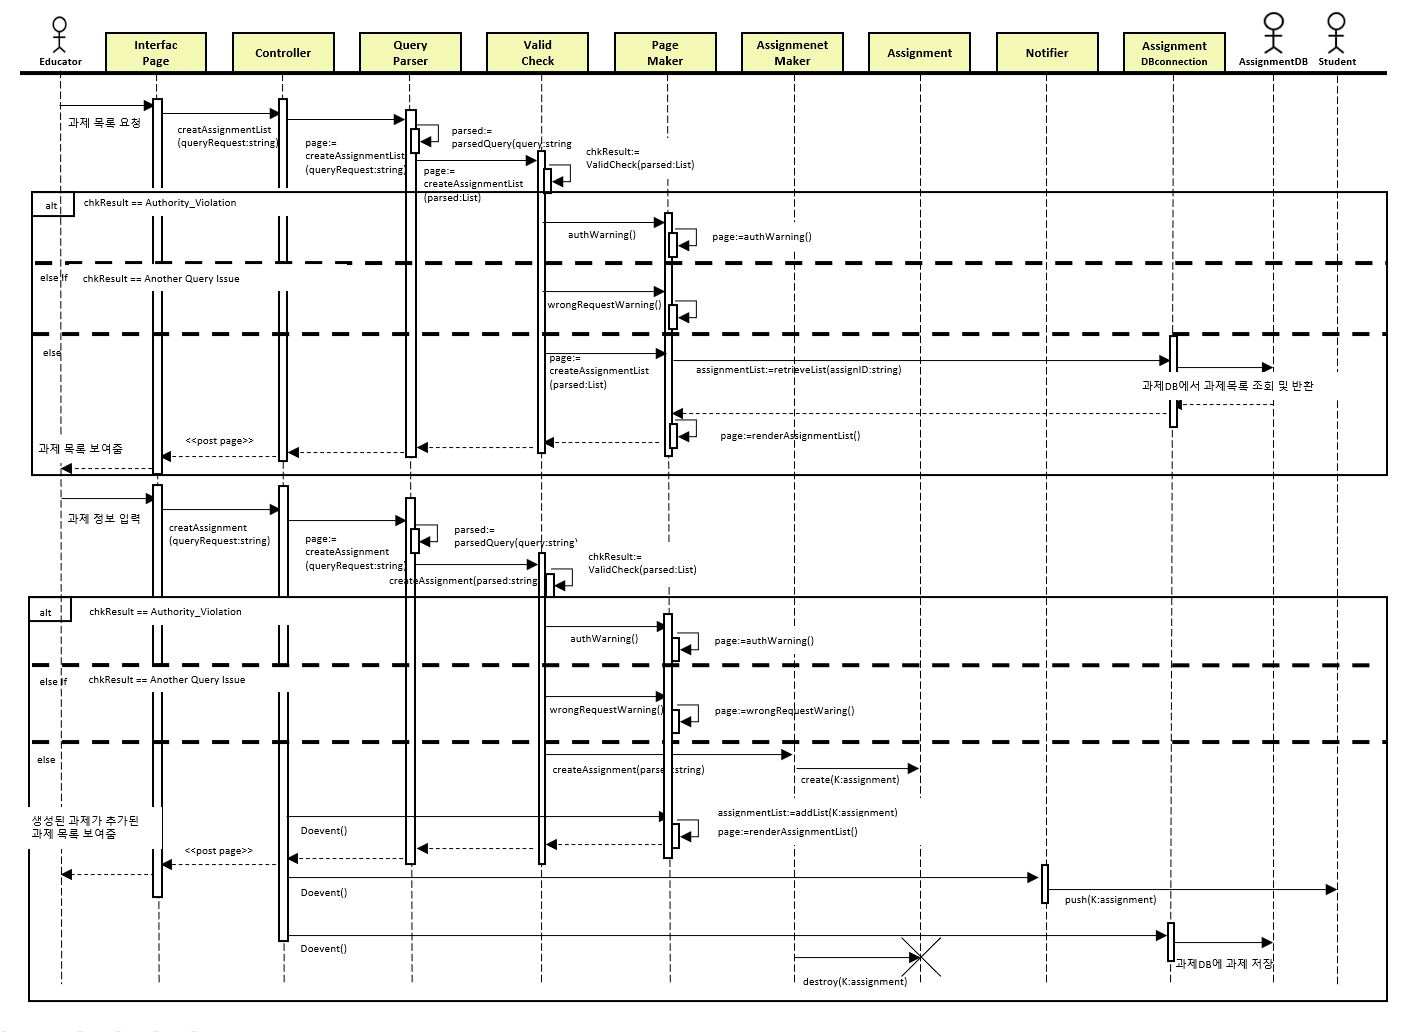 Educator
Interfac
Page
Controller
Query
Parser
Valid
Check
Page
Maker
Assignmenet
Maker
Assignment
Notifier
Assignment
DBconnection
AssignmentDB
Student
과제 목록 요청
creatAssignmentList
(queryRequest:string)
page:=
createAssignmentList
(queryRequest:string)
parsed:=
parsedQuery(query:string
page:=
createAssignmentList
(parsed:List)
chkResult:=
ValidCheck(parsed:List)
alt
chkResult == Authority_Violation
authWarning()
page:=authWarning()
else If
chkResult == Another Query Issue
wrongRequestWarning()
else
page:=
createAssignmentList
(parsed:List)
assignmentList:=retrieveList(assignID:string)
과제DB에서 과제목록 조회 및 반환
page:=renderAssignmentList()
<<post page>>
과제 목록 보여줌
과제 정보 입력
creatAssignment
(queryRequest:string)
page:=
createAssignment
(queryRequest:string)
parsed:=
parsedQuery(query:string
createAssignment(parsed:string
chkResult:=
ValidCheck(parsed:List)
alt
chkResult == Authority_Violation
authWarning()
page:=authWarning()
else If
chkResult == Another Query Issue
wrongRequestWarning()
page:=wrongRequestWaring()
else
createAssignment(parsed:string)
create(K:assignment)
생성된 과제가 추가된
과제 목록 보여줌
Doevent()
assignmentList:=addList(K:assignment)
page:=renderAssignmentList()
<<post page>>
Doevent()
push(K:assignment)
Doevent()
과제DB에 과제 저장
destroy(K:assignment)